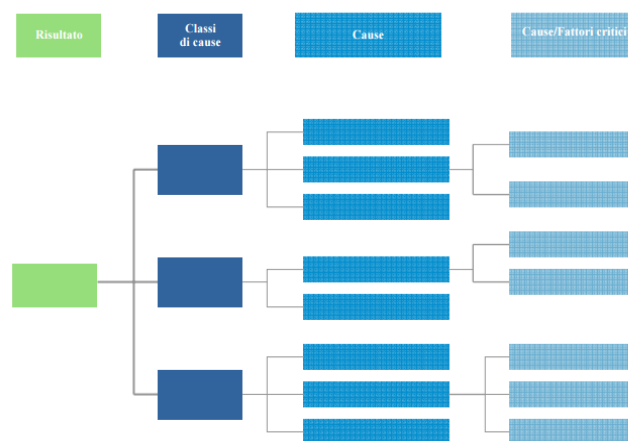 Risultato
Classi
di cause
Cause
Cause/Fattori critici